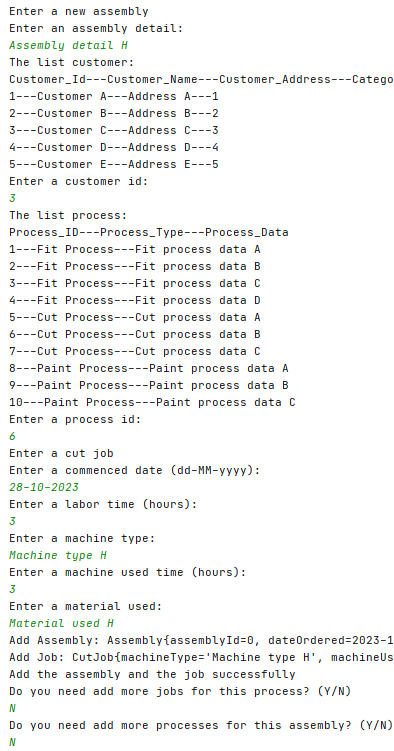 Enter a new assembly
Enter an assembly detail:
Assembly detail H
The list customer:
Customer_Id---Customer_Name---Customer_Address---Catego
1---Customer A---Address A---1
2---Customer B---Address B---2
3---Customer C---Address C---3
4---Customer D---Address D---4
5---Customer E---Address E---5
Enter a customer id:
3
The list process:
Process_ID---Process_Type---Process_Data
1---Fit Process---Fit process data A
2---Fit Process---Fit process data B
3---Fit Process---Fit process data C
4---Fit Process---Fit process data D
5---Cut Process---Cut process data A
6---Cut Process---Cut process data B
7---Cut Process---Cut process data C
8---Paint Process---Paint process data A
9---Paint Process---Paint process data B
10---Paint Process---Paint process data C
Enter a process id:
6
Enter a cut job
Enter a commenced date (dd-MM-yyyy):
28-10-2023
Enter a labor time (hours):
3
Enter a machine type:
Machine type H
Enter a machine used time (hours):
3
Enter a material used:
Material used H
Add Assembly: Assembly{assemblyId=0, dateOrdered=2023-1
Add Job: CutJob{machineType='Machine type H', machineUs
Add the assembly and the job successfully
Do you need add more jobs for this process? (Y/N)
N
Do you need add more processes for this assembly? (Y/N)
N